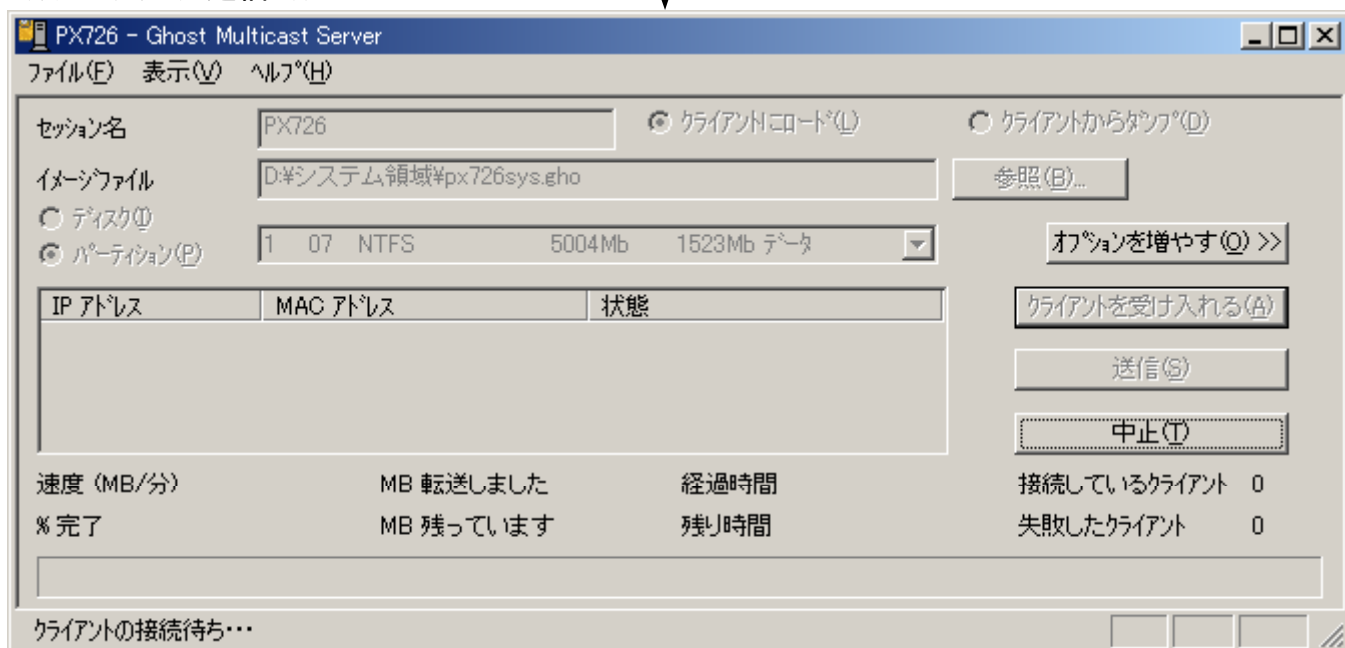 PX726 - Ghost Multicast Server
ﾌｧｲﾙ(F) 表示(V) ﾍﾙﾌﾟ(H)
ｾｯｼｮﾝ名 PX726 ｸﾗｲｱﾝﾄにﾛｰﾄﾞ(L) ｸﾗｲｱﾝﾄからﾀﾞﾝﾌﾟ(D)
ｲﾒｰｼﾞﾌｧｲﾙ D:¥システム領域¥px726sys.gho 参照(B)...
ﾃﾞｨｽｸ(I)
ﾊﾟｰﾃｨｼｮﾝ(P) 1 07 NTFS 5004Mb 1523Mb ﾃﾞｰﾀ ｵﾌﾟｼｮﾝを増やす(O) >>
IP ｱﾄﾞﾚｽ MAC ｱﾄﾞﾚｽ 状態 ｸﾗｲｱﾝﾄを受け入れる(A)
送信(S)
中止(T)
速度 (MB/分) MB 転送しました 経過時間 接続しているｸﾗｲｱﾝﾄ 0
% 完了 MB 残っています 残り時間 失敗したｸﾗｲｱﾝﾄ 0
ｸﾗｲｱﾝﾄの接続待ち･･･